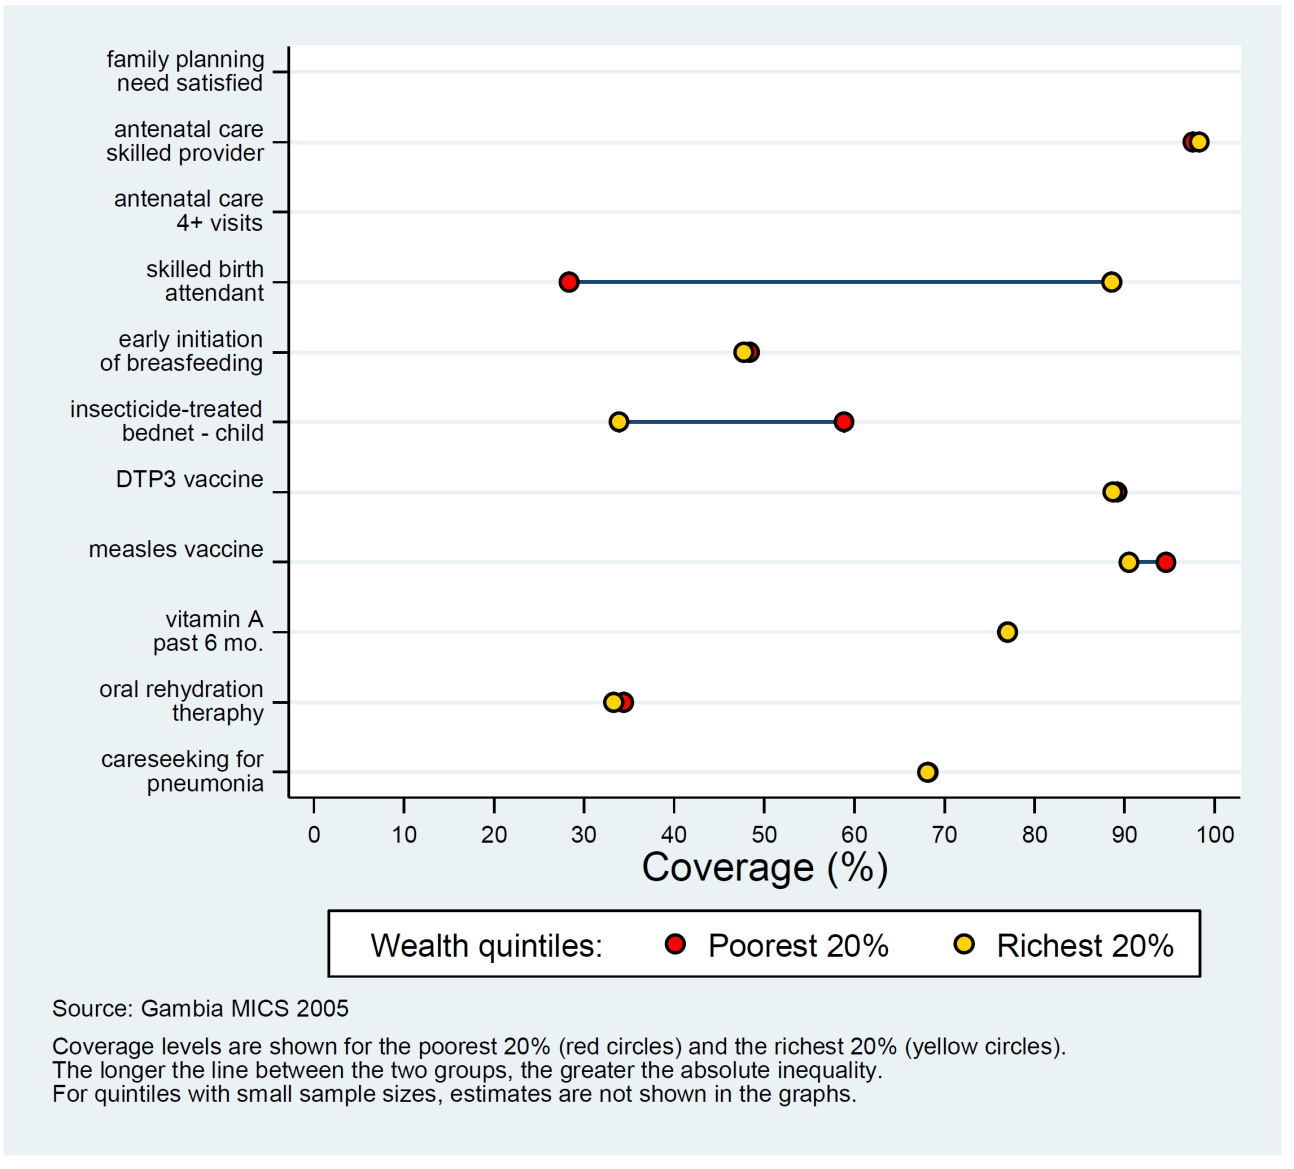 family planning
need satisfied
antenatal care
skilled provider
antenatal care
4+ visits
skilled birth
attendant
early initiation
of breasfeeding
insecticide-treated
bednet - child
DTP3 vaccine
measles vaccine
vitamin A
past 6 mo.
oral rehydration
theraphy
careseeking for
pneumonia
0 10 20 30 40 50 60 70 80 90 100
Coverage (%)
Wealth quintiles: Poorest 20% Richest 20%
Source: Gambia MICS 2005
Coverage levels are shown for the poorest 20% (red circles) and the richest 20% (yellow circles).
The longer the line between the two groups, the greater the absolute inequality.
For quintiles with small sample sizes, estimates are not shown in the graphs.